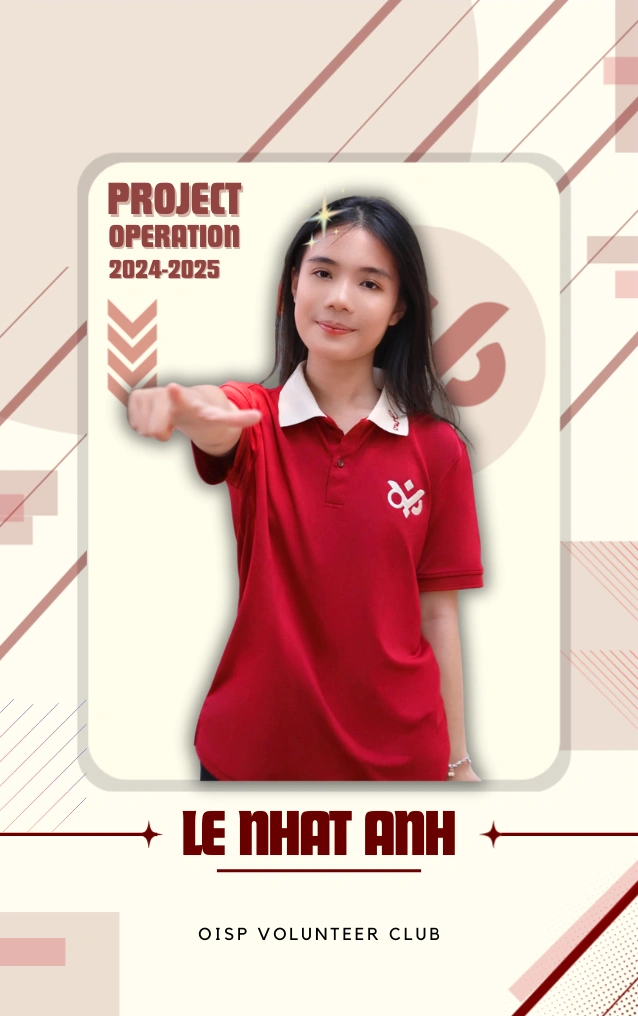 PROJECT
OPERATION
2024-2025
LE NHAT ANH
OISP VOLUNTEER CLUB